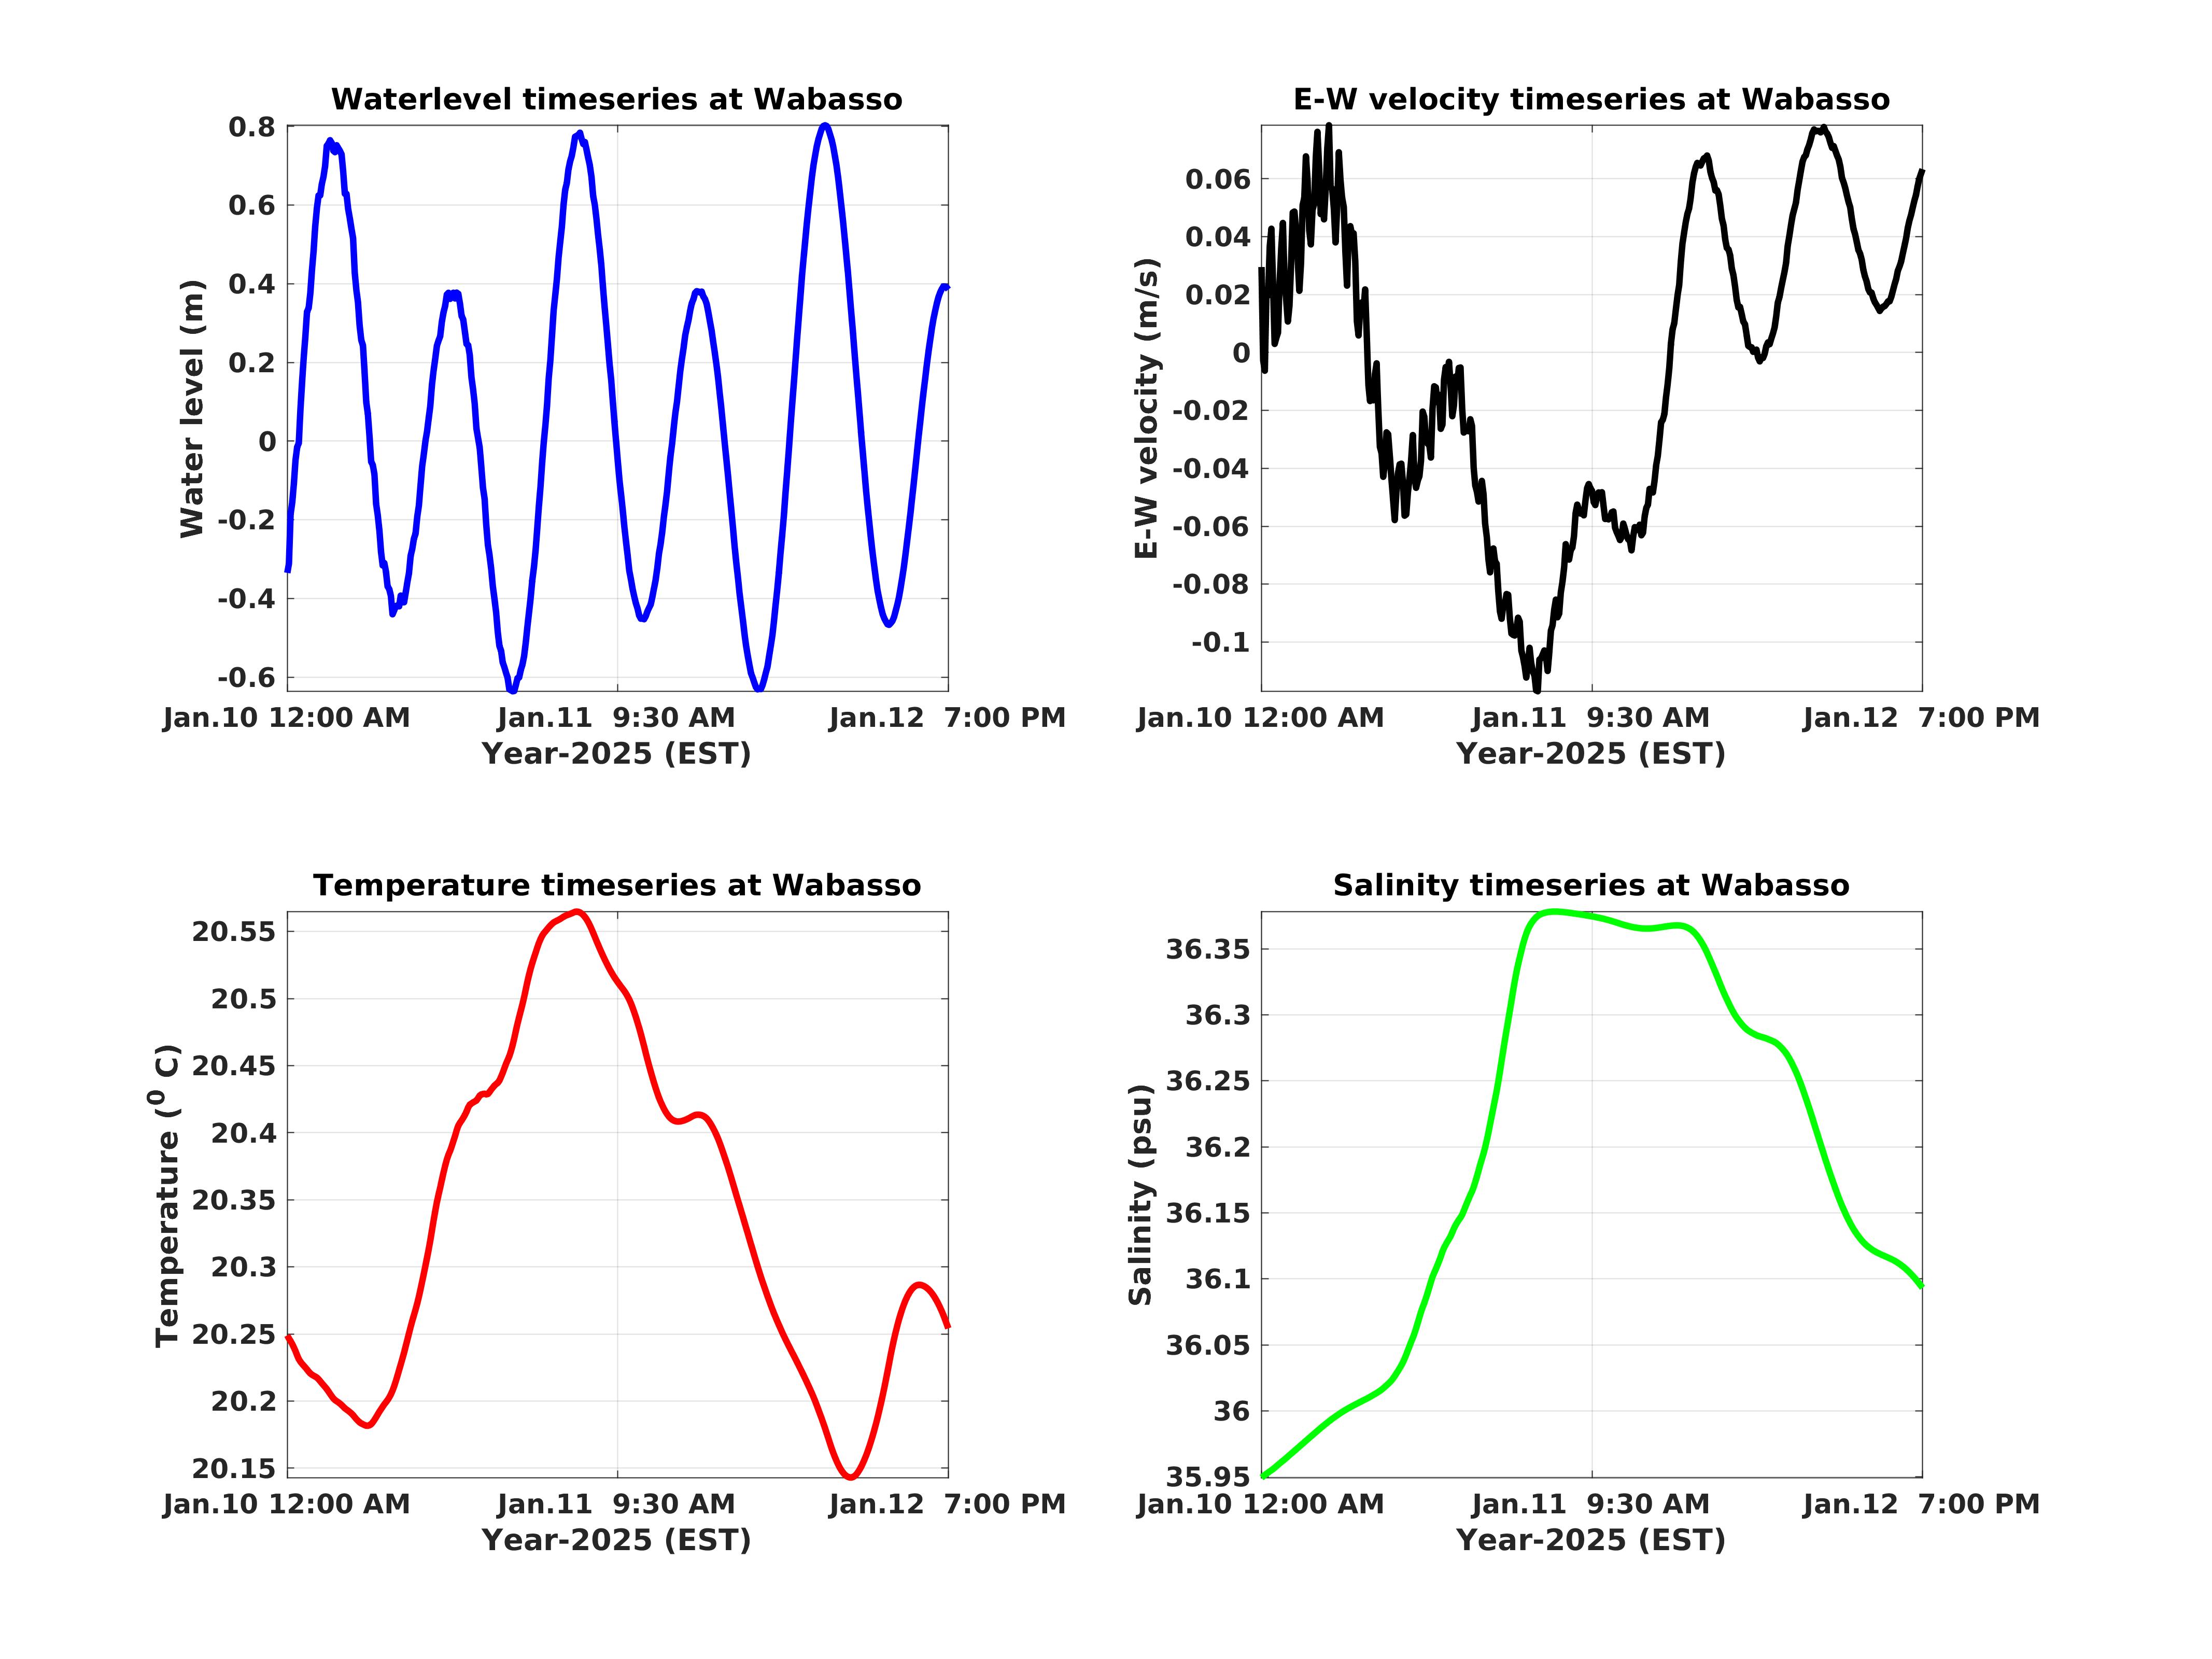 Waterlevel timeseries at Wabasso
0.8
0.6
0.4
0.2
0
-0.2
-0.4
-0.6
Water level (m)
Jan.10 12:00 AM
Jan.11 9:30 AM
Jan.12 7:00 PM
Year-2025 (EST)
E-W velocity timeseries at Wabasso
0.06
0.04
0.02
0
-0.02
-0.04
-0.06
-0.08
-0.1
E-W velocity (m/s)
Jan.10 12:00 AM
Jan.11 9:30 AM
Jan.12 7:00 PM
Year-2025 (EST)
Temperature timeseries at Wabasso
20.55
20.5
20.45
20.4
20.35
20.3
20.25
20.2
20.15
Temperature (⁰ C)
Jan.10 12:00 AM
Jan.11 9:30 AM
Jan.12 7:00 PM
Year-2025 (EST)
Salinity timeseries at Wabasso
36.35
36.3
36.25
36.2
36.15
36.1
36.05
36
35.95
Salinity (psu)
Jan.10 12:00 AM
Jan.11 9:30 AM
Jan.12 7:00 PM
Year-2025 (EST)